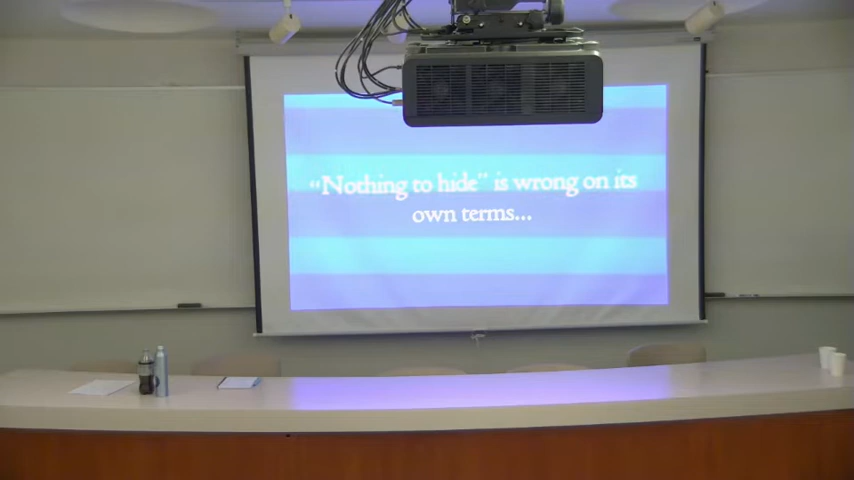 “Nothing to hide” is wrong on its
own terms...